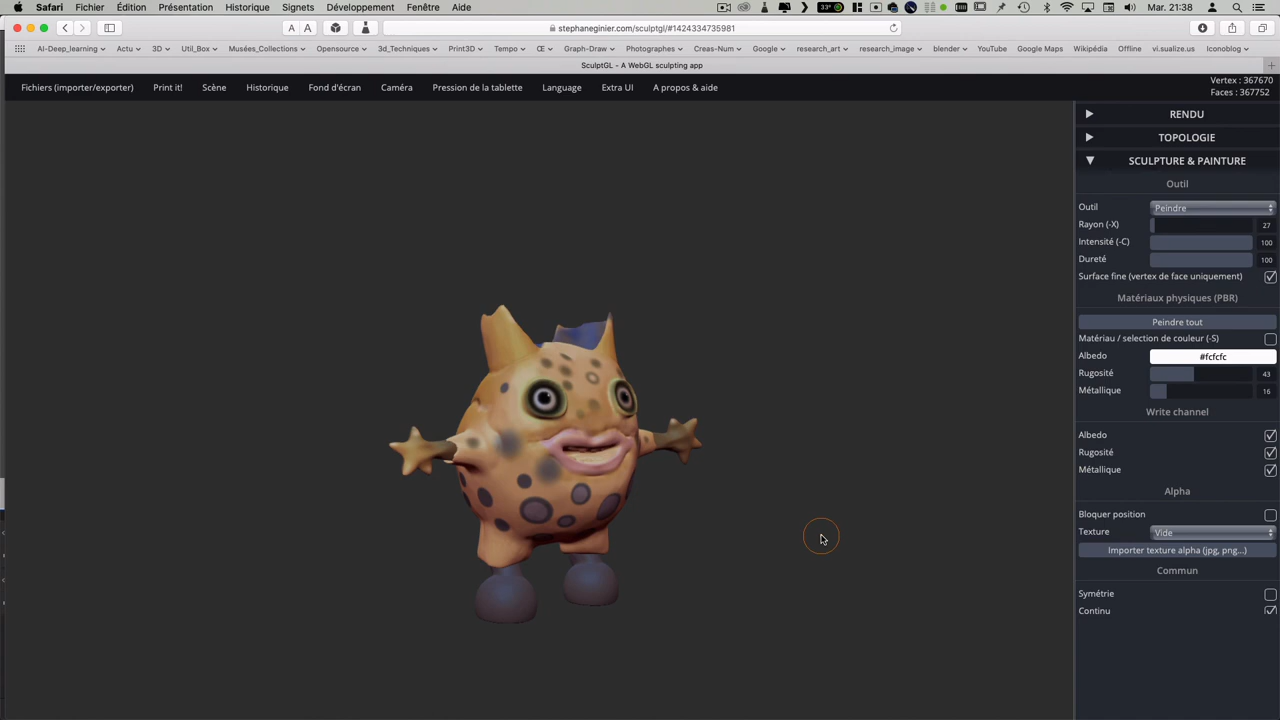 Safari Fichier Édition Présentation Historique Signets Développement Fenêtre Aide 33° Mar. 21:38
A A stephaneginier.com/sculptgl/#1424334735981
AI-Deep_learning Actu 3D Util_Box Musées_Collections Opensource 3d_Techniques Print3D Tempo Œ Graph-Draw Photographes Creas-Num Google research_art research_image blender YouTube Google Maps Wikipédia Offline vi.sualize.us Iconoblog
SculptGL - A WebGL sculpting app
Fichiers (importer/exporter) Print it! Scène Historique Fond d'écran Caméra Pression de la tablette Language Extra UI A propos & aide
Vertex : 367670
Faces : 367752
RENDU
TOPOLOGIE
SCULPTURE & PAINTURE
Outil
Outil Peindre
Rayon (-X) 27
Intensité (-C) 100
Dureté 100
Surface fine (vertex de face uniquement)
Matériaux physiques (PBR)
Peindre tout
Matériau / selection de couleur (-S)
Albedo #fcfcfc
Rugosité 43
Métallique 16
Write channel
Albedo
Rugosité
Métallique
Alpha
Bloquer position
Texture Vide
Importer texture alpha (jpg, png...)
Commun
Symétrie
Continu